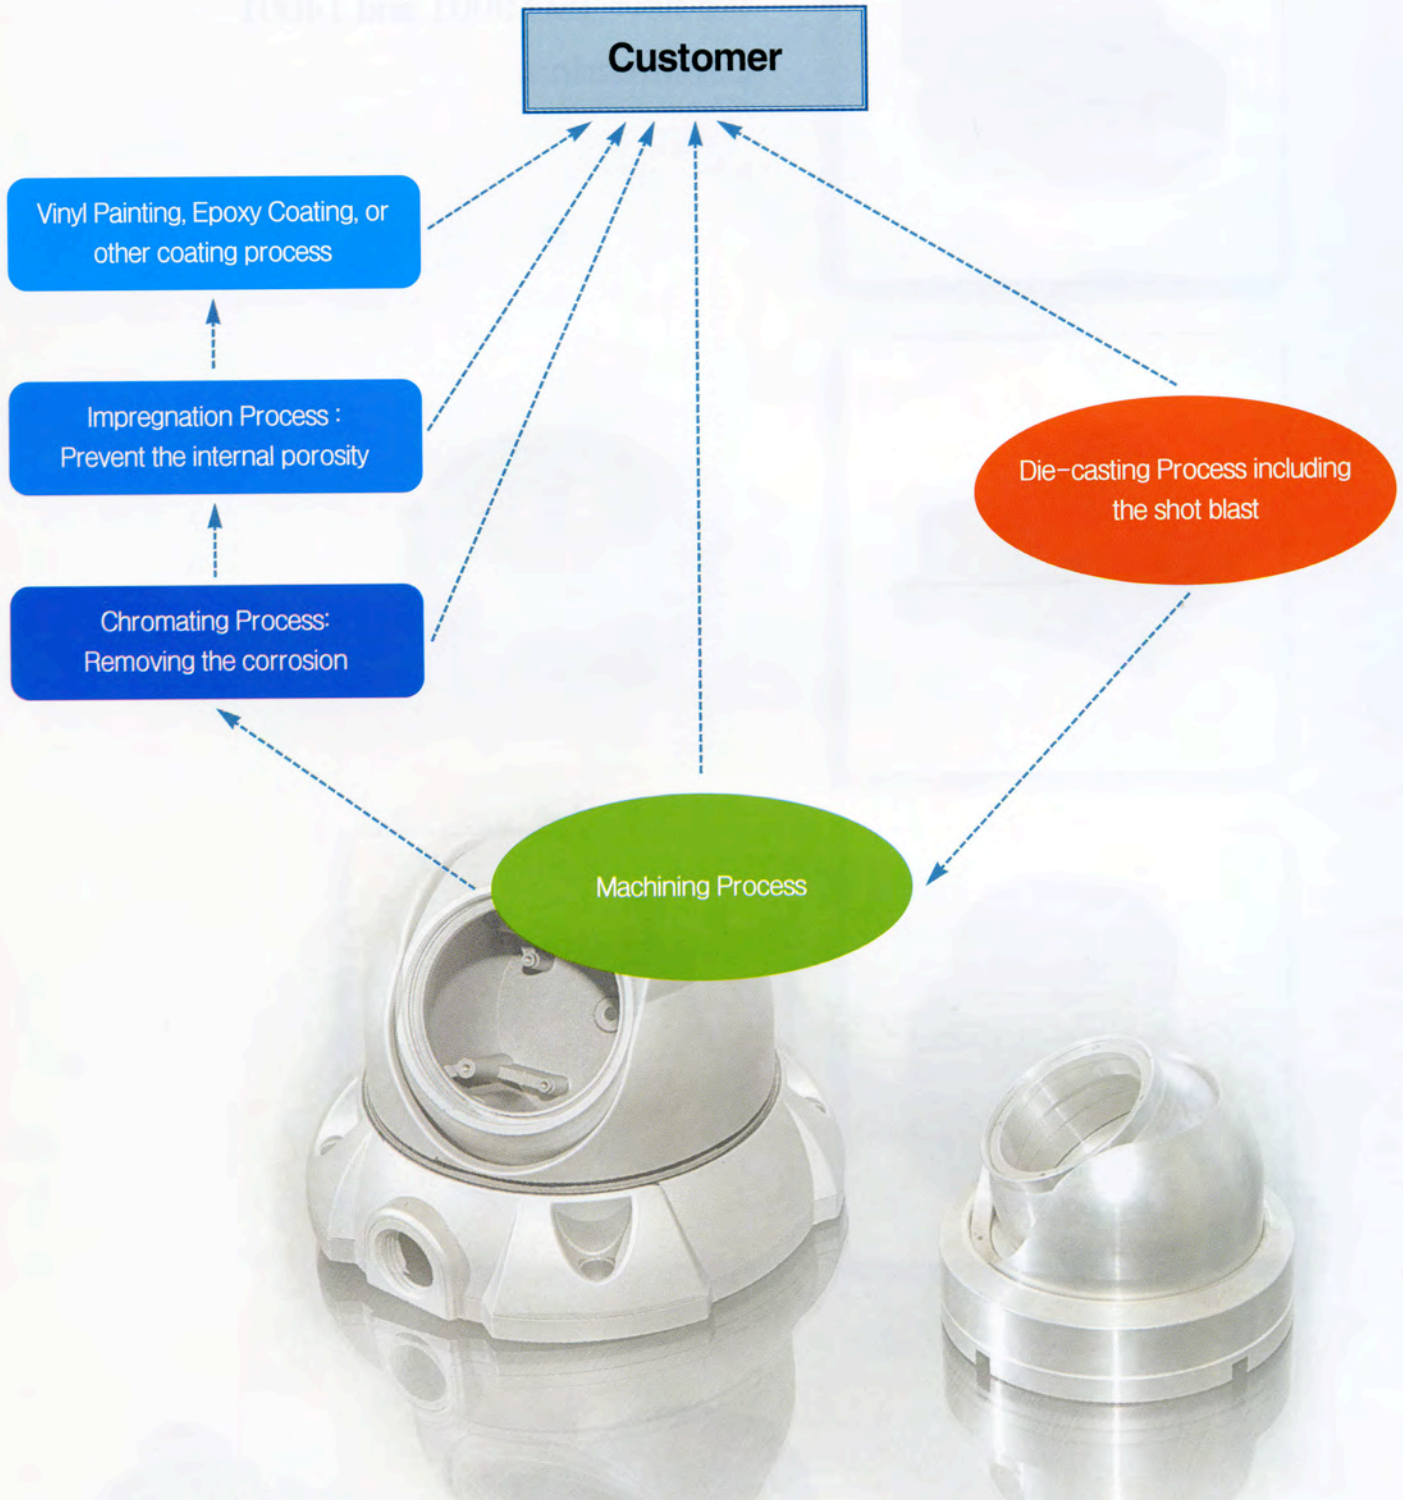 Customer
Vinyl Painting, Epoxy Coating, or
other coating process
Impregnation Process :
Prevent the internal porosity
Die-casting Process including
the shot blast
Chromating Process:
Removing the corrosion
Machining Process